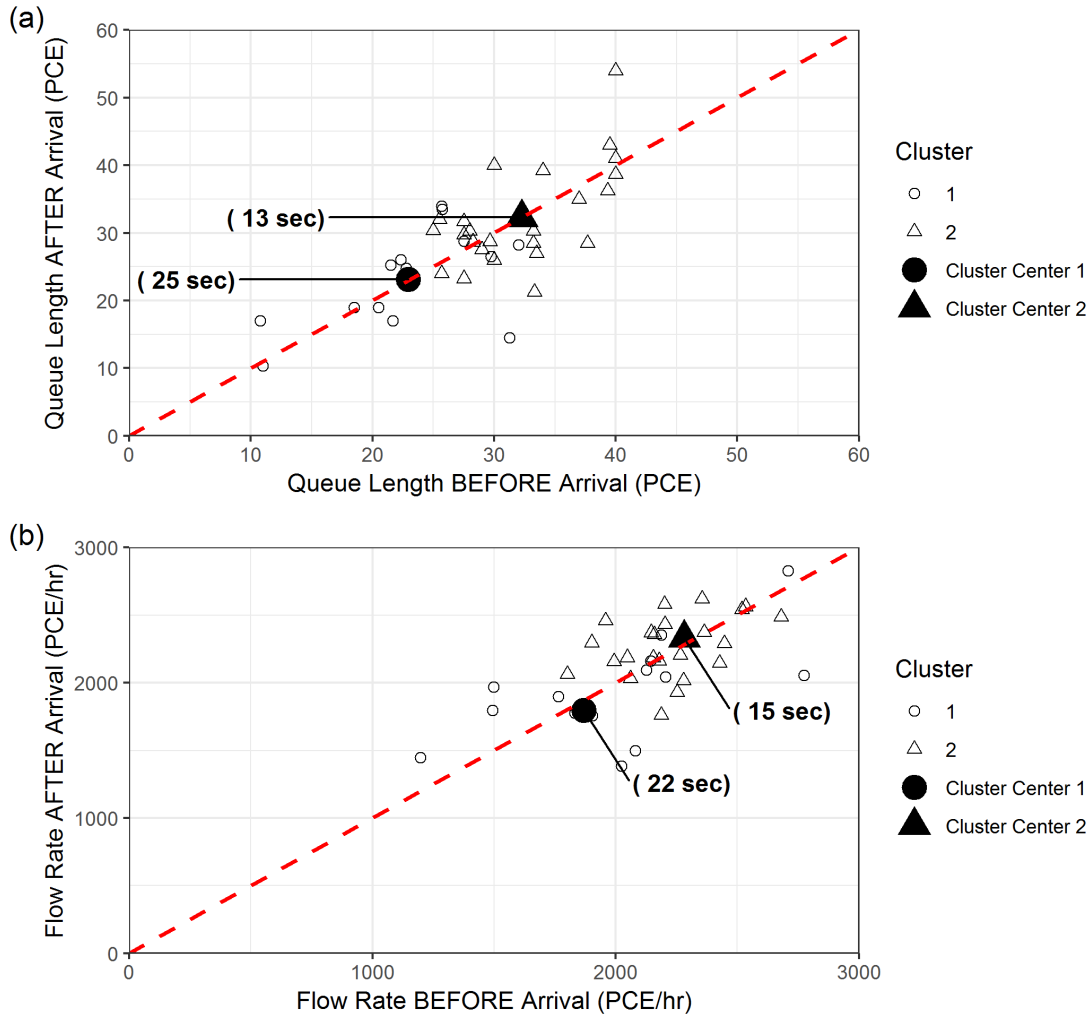 (a)
Queue Length AFTER Arrival (PCE)
60
50
40
30
20
10
0
( 13 sec)
( 25 sec)
0 10 20 30 40 50 60
Queue Length BEFORE Arrival (PCE)
Cluster
1
2
Cluster Center 1
Cluster Center 2
(b)
Flow Rate AFTER Arrival (PCE/hr)
3000
2000
1000
0
( 15 sec)
( 22 sec)
0 1000 2000 3000
Flow Rate BEFORE Arrival (PCE/hr)
Cluster
1
2
Cluster Center 1
Cluster Center 2